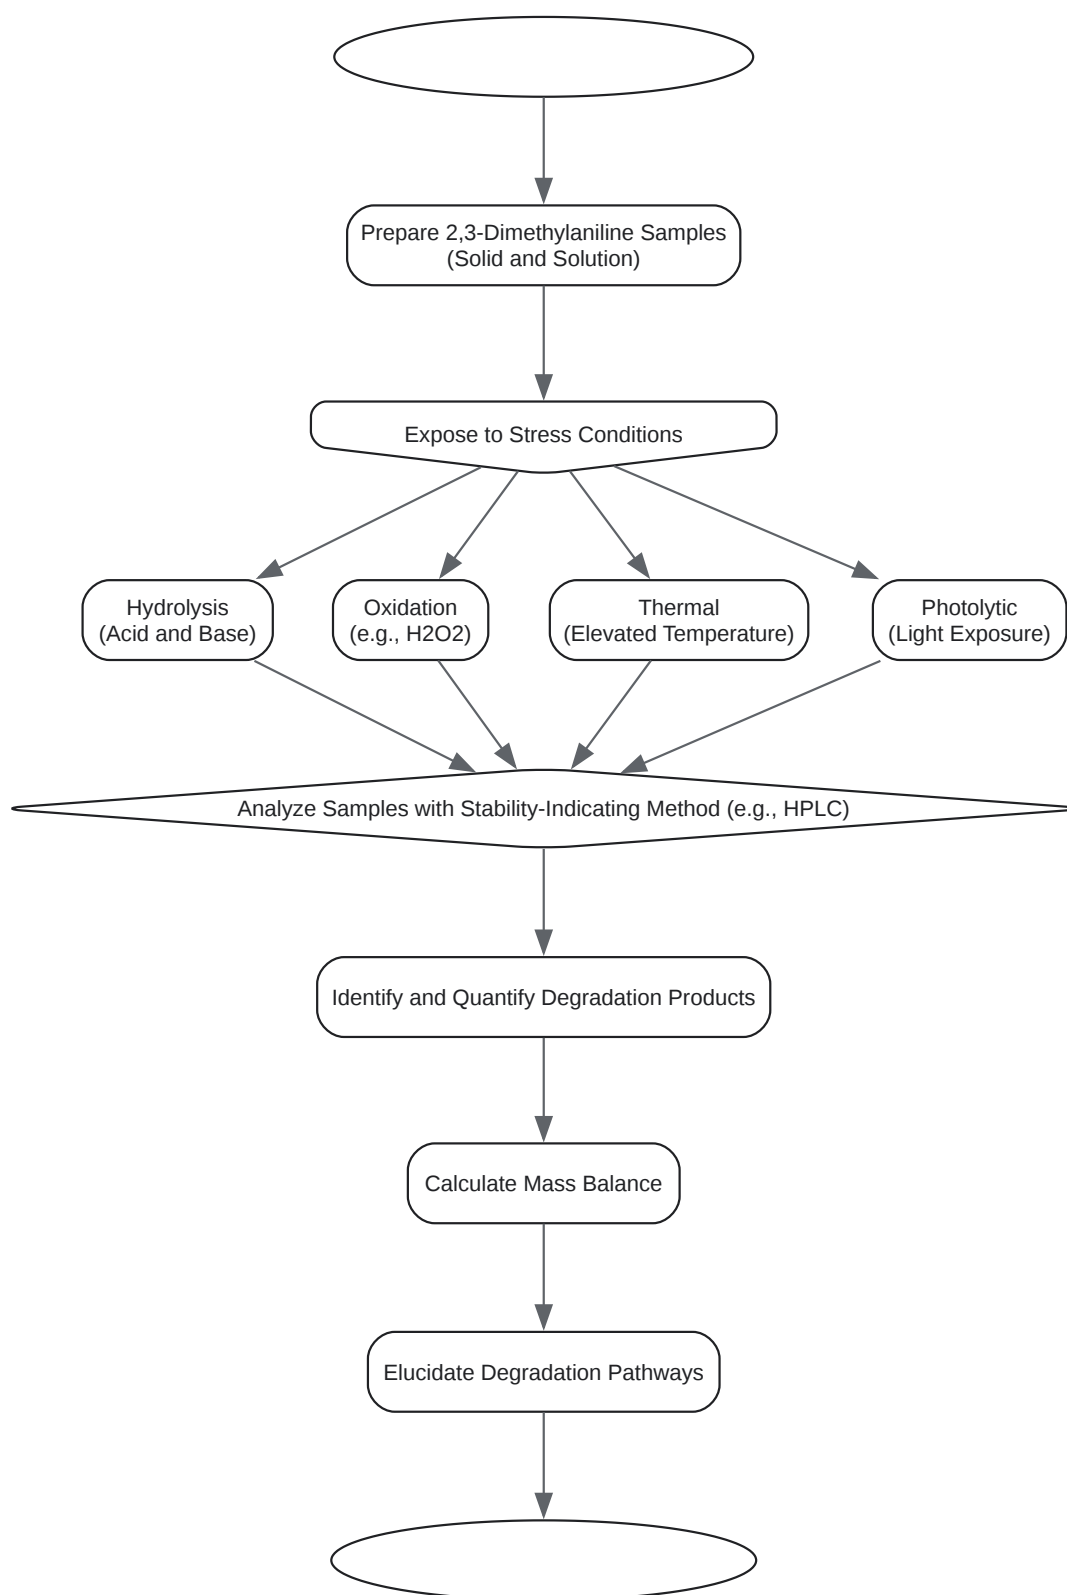 Prepare 2,3-Dimethylaniline Samples
(Solid and Solution)
Expose to Stress Conditions
Hydrolysis
(Acid and Base)
Oxidation
(e.g., H2O2)
Thermal
(Elevated Temperature)
Photolytic
(Light Exposure)
Analyze Samples with Stability-Indicating Method (e.g., HPLC)
Identify and Quantify Degradation Products
Calculate Mass Balance
Elucidate Degradation Pathways